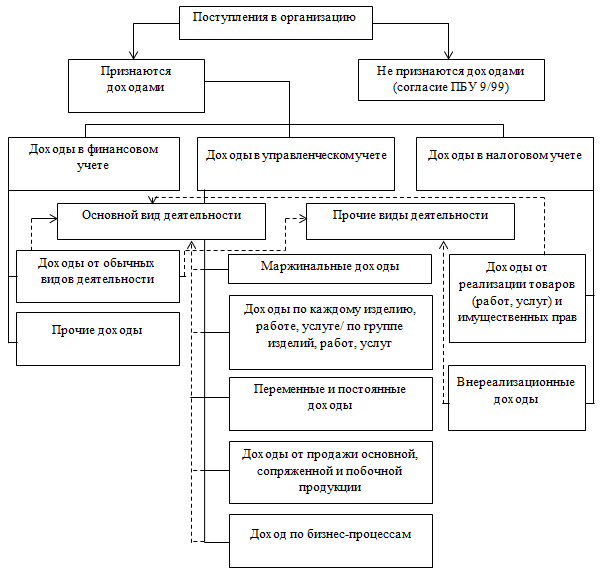 Поступления в организацию
Признаются
доходами
Не признаются доходами
(согласие ПБУ 9/99)
Доходы в финансовом
учете
Доходы в управленческом учете
Доходы в налоговом учете
Основной вид деятельности
Прочие виды деятельности
Доходы от обычных
видов деятельности
Маржинальные доходы
Доходы от
реализации товаров
(работ, услуг) и
имущественных прав
Прочие доходы
Доходы по каждому изделию,
работе, услуге/ по группе
изделий, работ, услуг
Переменные и постоянные
доходы
Внереализационные
доходы
Доходы от продажи основной,
сопряженной и побочной
продукции
Доход по бизнес-процессам